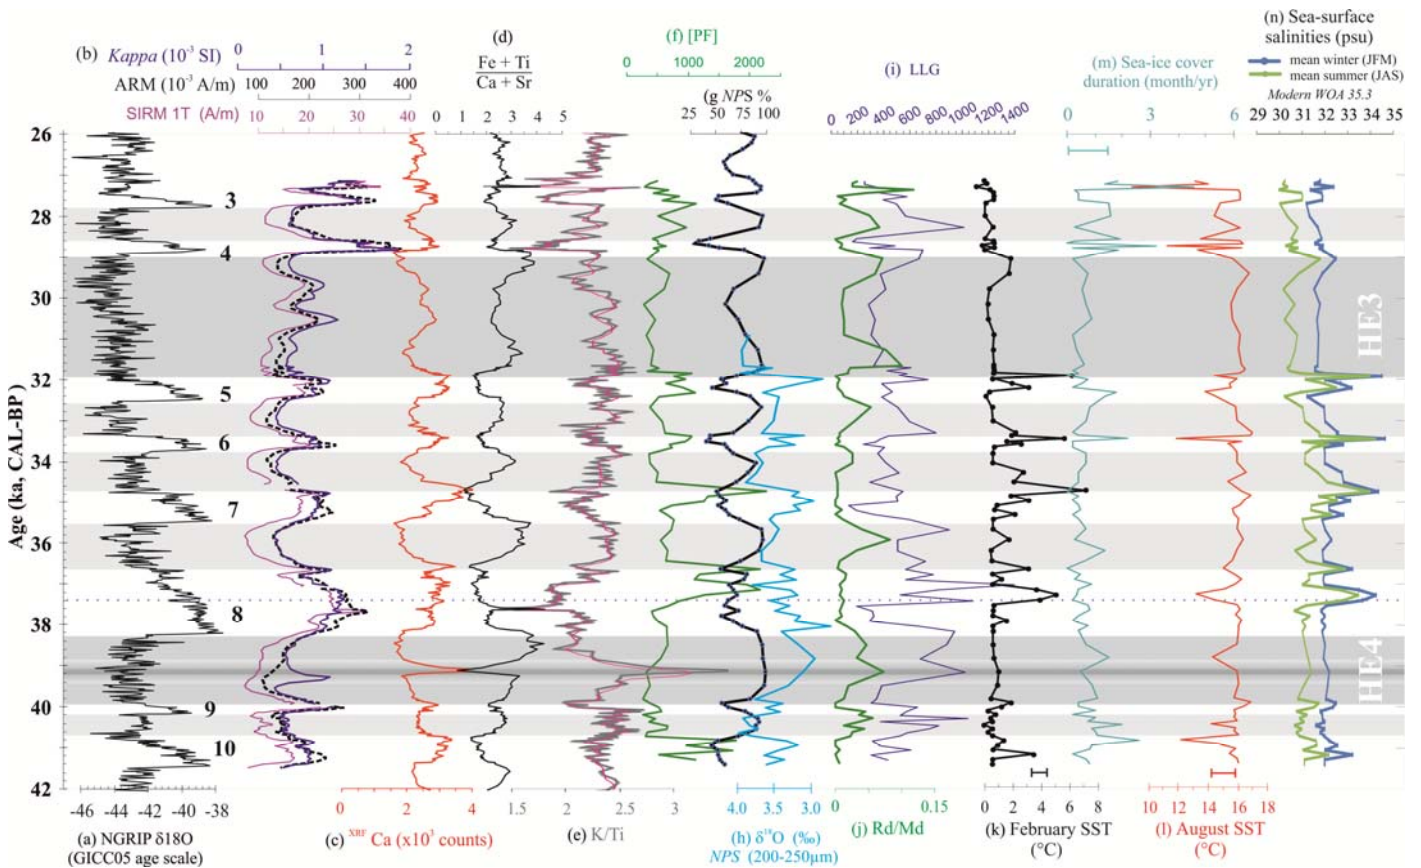 (b) Kappa (10⁻³ SI)
0 1 2
ARM (10⁻³ A/m)
100 200 300 400
SIRM 1T (A/m)
10 20 30 40
(d)
Fe + Ti
Ca + Sr
0 1 2 3 4 5
(f) [PF]
0 1000 2000
(g) NPS %
25 50 75 100
(i) LLG
0 200 400 600 800 1000 1200 1400
(m) Sea-ice cover
duration (month/yr)
0 3 6
(n) Sea-surface
salinities (psu)
mean winter (JFM)
mean summer (JAS)
Modern WOA 35.3
29 30 31 32 33 34 35
Age (ka, CAL-BP)
26
28
30
32
34
36
38
40
42
3
4
5
6
7
8
9
10
HE3
HE4
-46 -44 -42 -40 -38
(a) NGRIP δ18O
(GICC05 age scale)
0 2 4
(c) XRF Ca (x10³ counts)
1.5 2 2.5 3
(e) K/Ti
4.0 3.5 3.0
(h) δ¹⁸O (‰)
NPS (200-250µm)
0 0.15
(j) Rd/Md
0 2 4 6 8
(k) February SST
(°C)
10 12 14 16 18
(l) August SST
(°C)